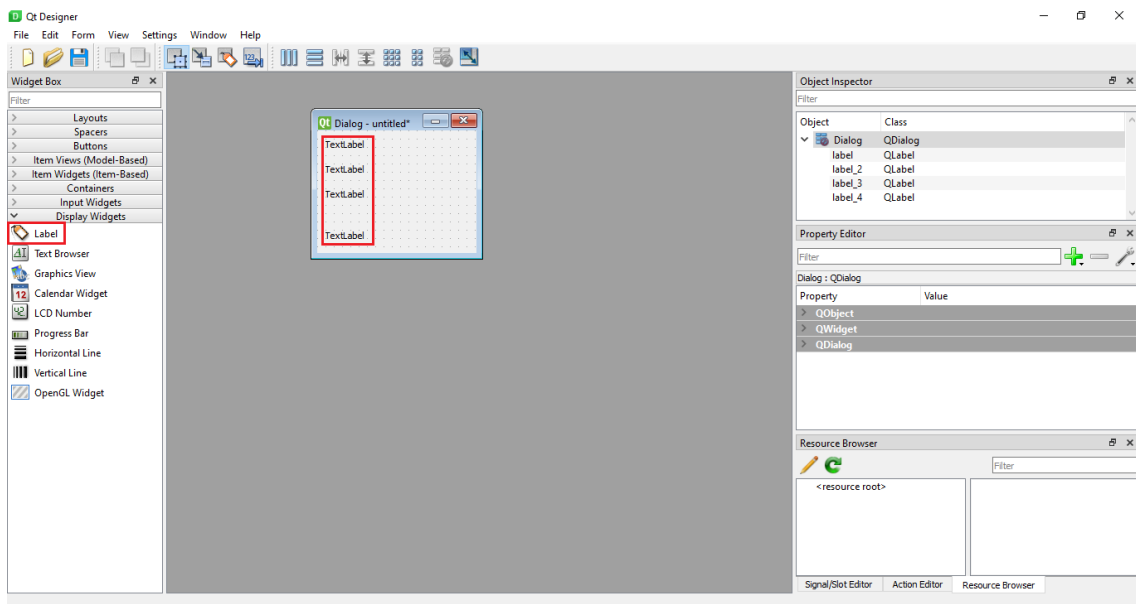 Qt Designer
File Edit Form View Settings Window Help
Widget Box
Filter
Layouts
Spacers
Buttons
Item Views (Model-Based)
Item Widgets (Item-Based)
Containers
Input Widgets
Display Widgets
Label
Text Browser
Graphics View
12 Calendar Widget
LCD Number
Progress Bar
Horizontal Line
Vertical Line
OpenGL Widget
Qt Dialog - untitled*
TextLabel
TextLabel
TextLabel
TextLabel
Object Inspector
Filter
Object Class
Dialog QDialog
label QLabel
label_2 QLabel
label_3 QLabel
label_4 QLabel
Property Editor
Filter
Dialog : QDialog
Property Value
QObject
QWidget
QDialog
Resource Browser
Filter
<resource root>
Signal/Slot Editor Action Editor Resource Browser